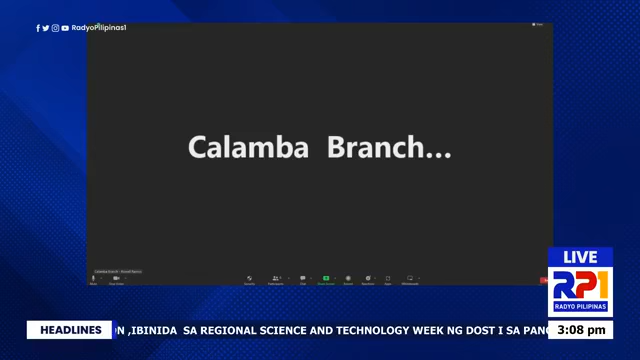 RadyoPilipinas1
Calamba Branch...
LIVE
RP1
RADYO PILIPINAS
HEADLINES
ON ,IBINIDA SA REGIONAL SCIENCE AND TECHNOLOGY WEEK NG DOST I SA PANG
3:08 pm